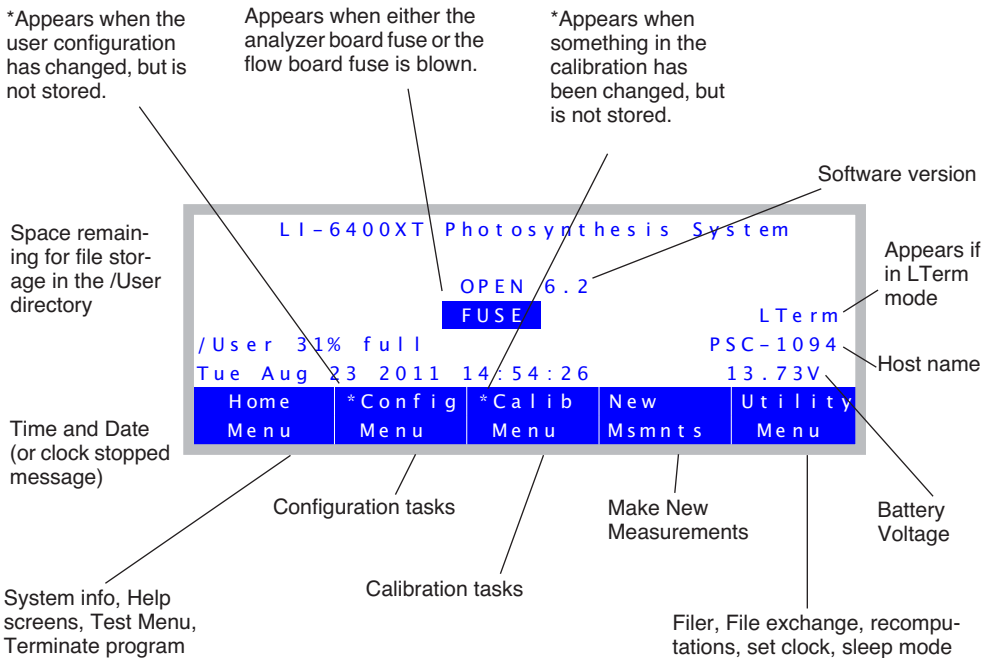 *Appears when the
user configuration
has changed, but is
not stored.
Appears when either the
analyzer board fuse or the
flow board fuse is blown.
*Appears when
something in the
calibration has
been changed, but
is not stored.
Software version
Space remain-
ing for file stor-
age in the /User
directory
LI-6400XT Photosynthesis System
OPEN 6.2
FUSE
LTerm
/User 31% full
PSC-1094
Tue Aug 23 2011 14:54:26
13.73V
Home
Menu
*Config
Menu
*Calib
Menu
New
Msmnts
Utility
Menu
Appears if
in LTerm
mode
Host name
Time and Date
(or clock stopped
message)
Configuration tasks
Make New
Measurements
Battery
Voltage
Calibration tasks
System info, Help
screens, Test Menu,
Terminate program
Filer, File exchange, recompu-
tations, set clock, sleep mode